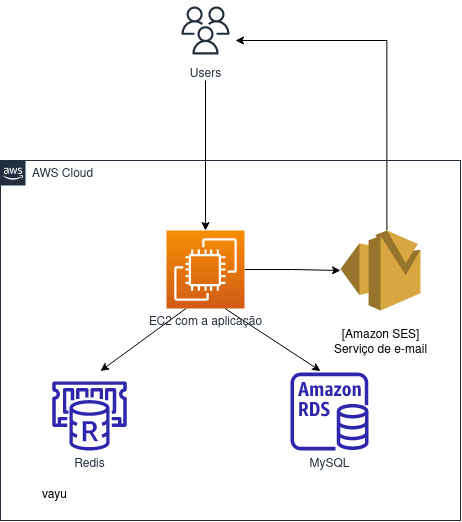 Users
aws
AWS Cloud
EC2 com a aplicação
[Amazon SES]
Serviço de e-mail
R
Redis
Amazon
RDS
MySQL
vayu